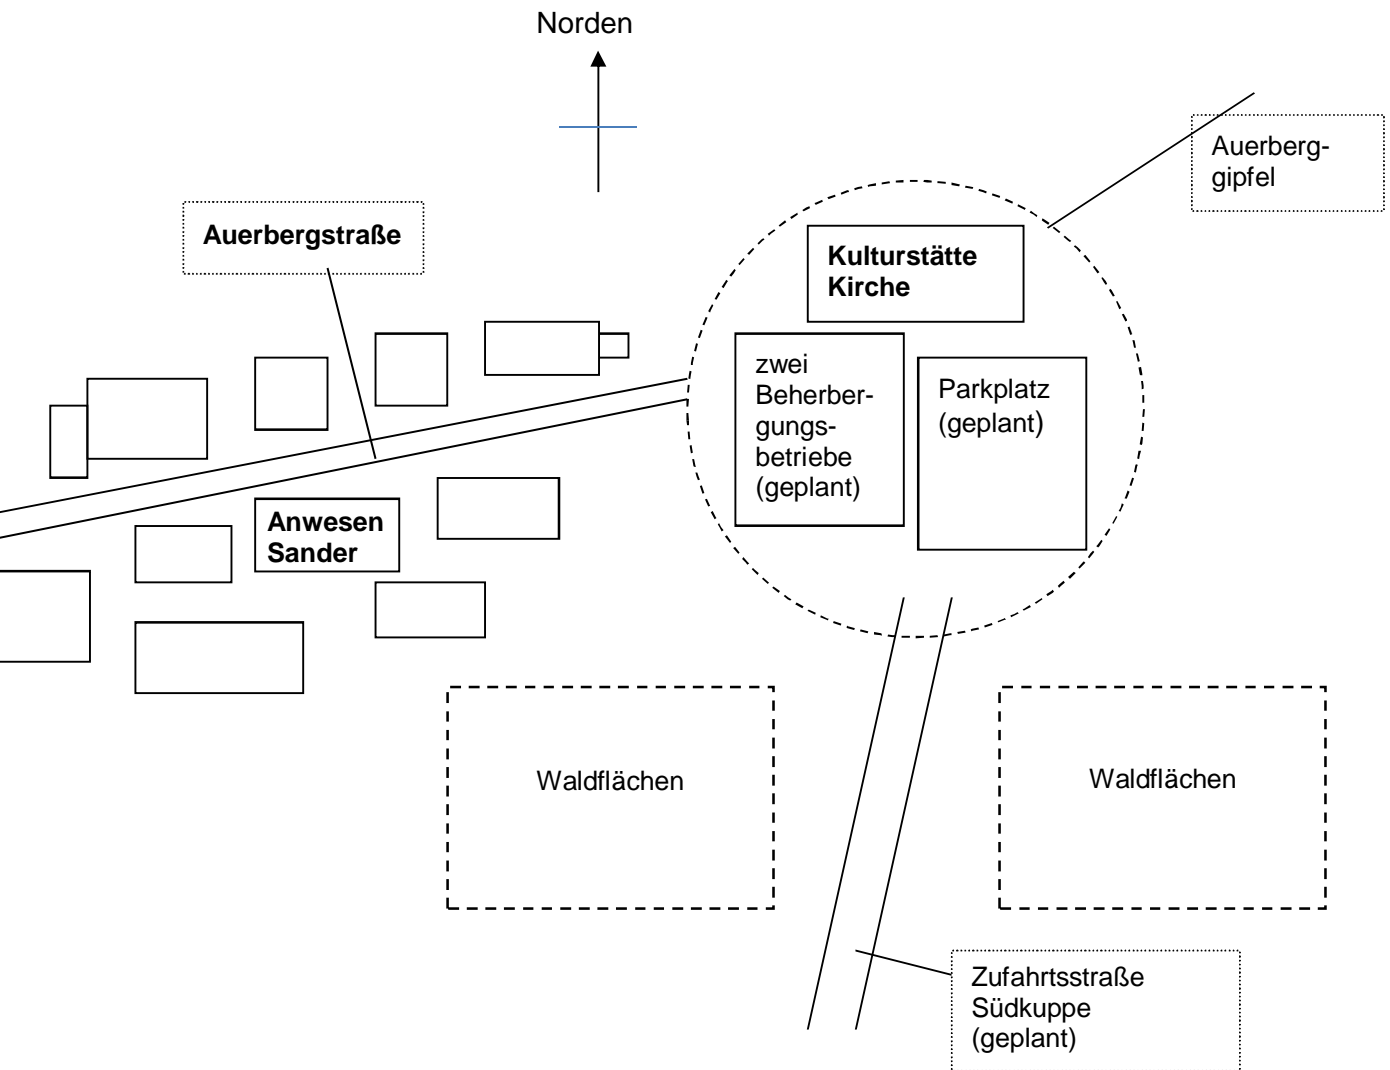 Norden
Auerberg-
gipfel
Auerbergstraße
Kulturstätte
Kirche
zwei
Beherber-
gungs-
betriebe
(geplant)
Parkplatz
(geplant)
Anwesen
Sander
Waldflächen
Waldflächen
Zufahrtsstraße
Südkuppe
(geplant)